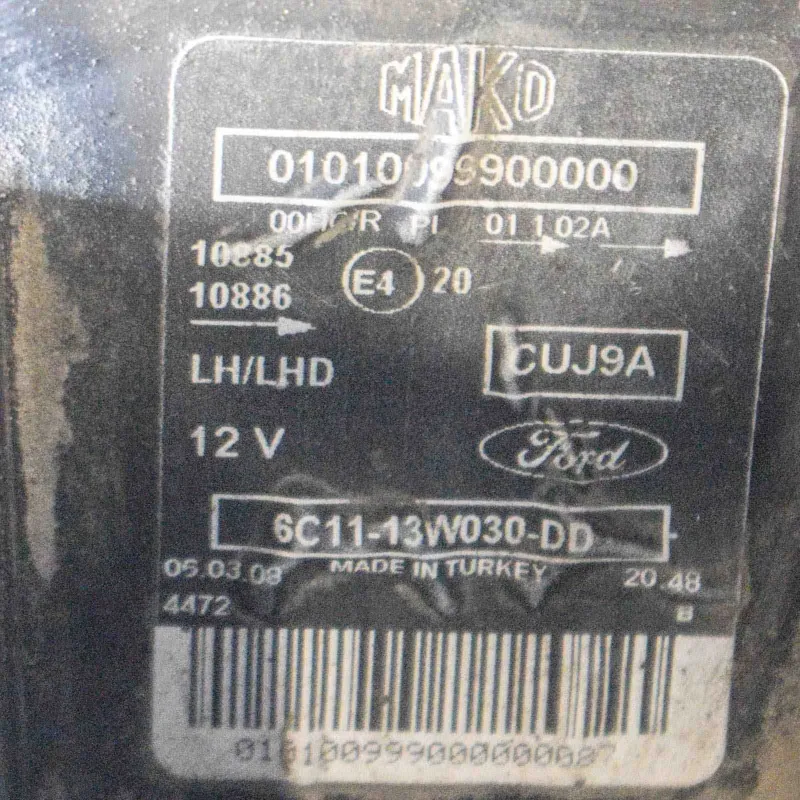 MAKO
01010099900000
00HC/R PI 01 1,02A
10885
10886
E4 20
LH/LHD
CUJ9A
12 V
Ford
6C11-13W030-DD
MADE IN TURKEY
05.03.08 20.48
4472 B